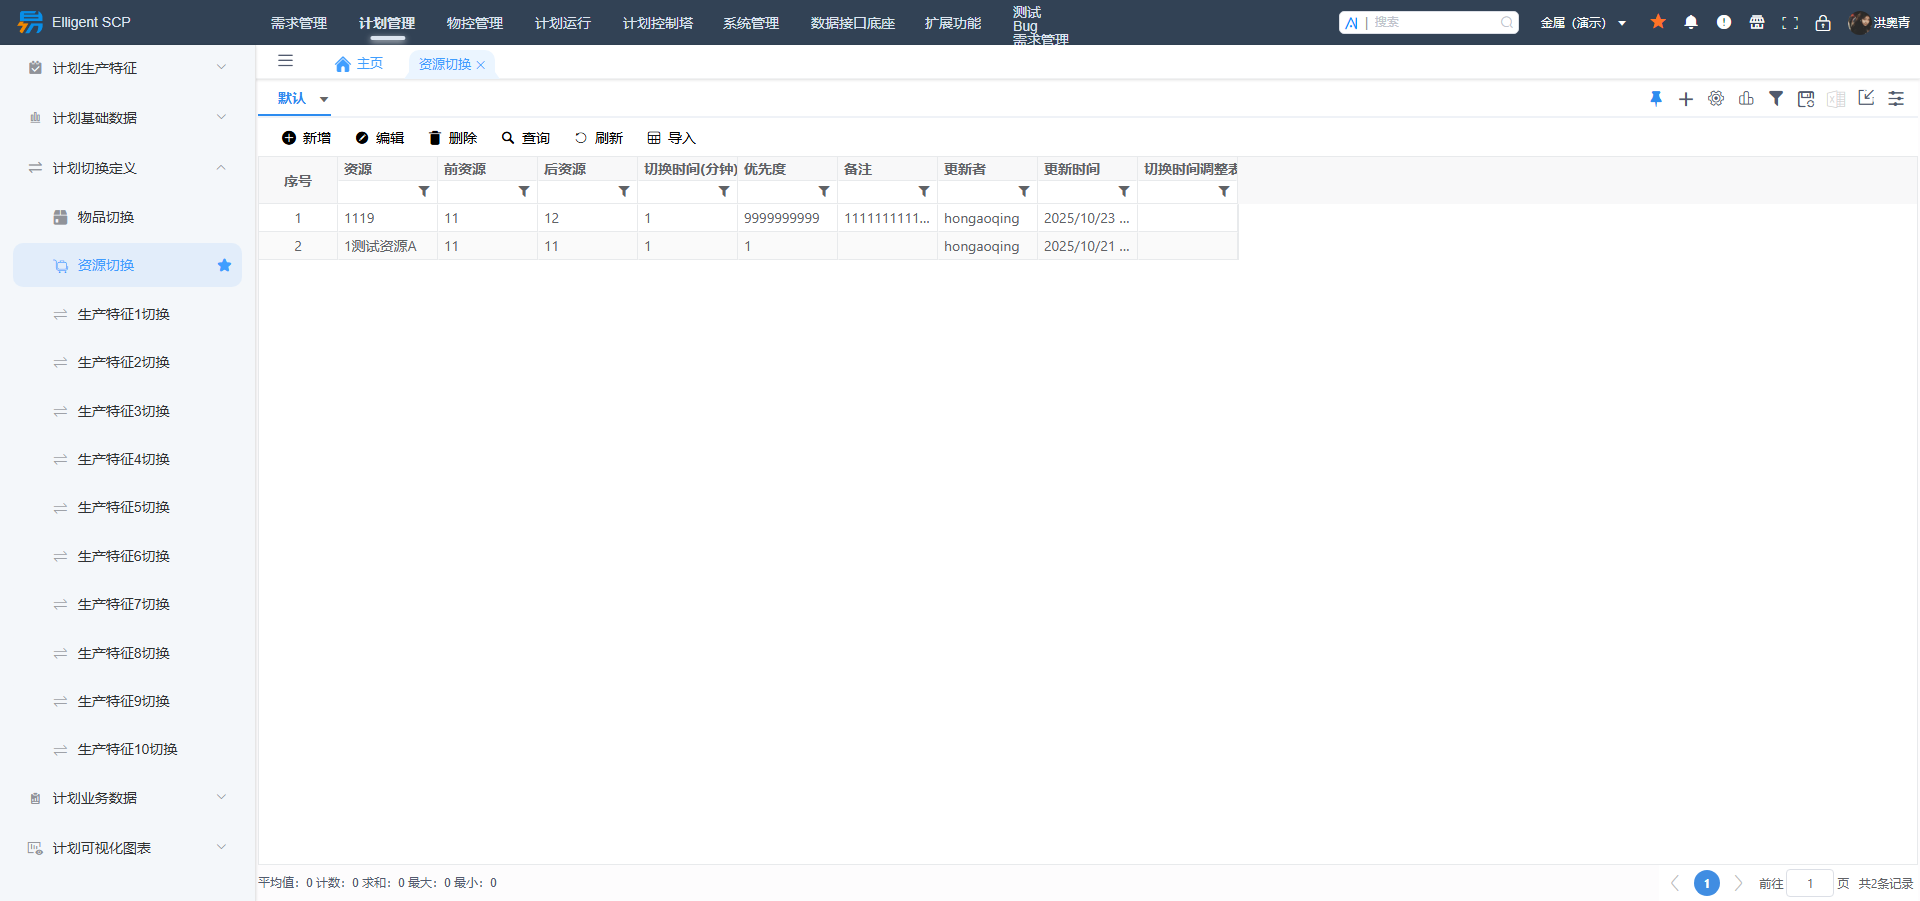 Elligent SCP
需求管理
计划管理
物控管理
计划运行
计划控制塔
系统管理
数据接口底座
扩展功能
测试
Bug
需求管理
AI | 搜索
金属（演示）
洪奥青
计划生产特征
计划基础数据
计划切换定义
物品切换
资源切换
生产特征1切换
生产特征2切换
生产特征3切换
生产特征4切换
生产特征5切换
生产特征6切换
生产特征7切换
生产特征8切换
生产特征9切换
生产特征10切换
计划业务数据
计划可视化图表
主页
资源切换
默认
新增 编辑 删除 查询 刷新 导入
序号 资源 前资源 后资源 切换时间(分钟) 优先度 备注 更新者 更新时间 切换时间调整表
1 1119 11 12 1 9999999999 1111111111... hongaoqing 2025/10/23 ...
2 1测试资源A 11 11 1 1 hongaoqing 2025/10/21 ...
平均值：0 计数：0 求和：0 最大：0 最小：0
1 前往 1 页 共2条记录